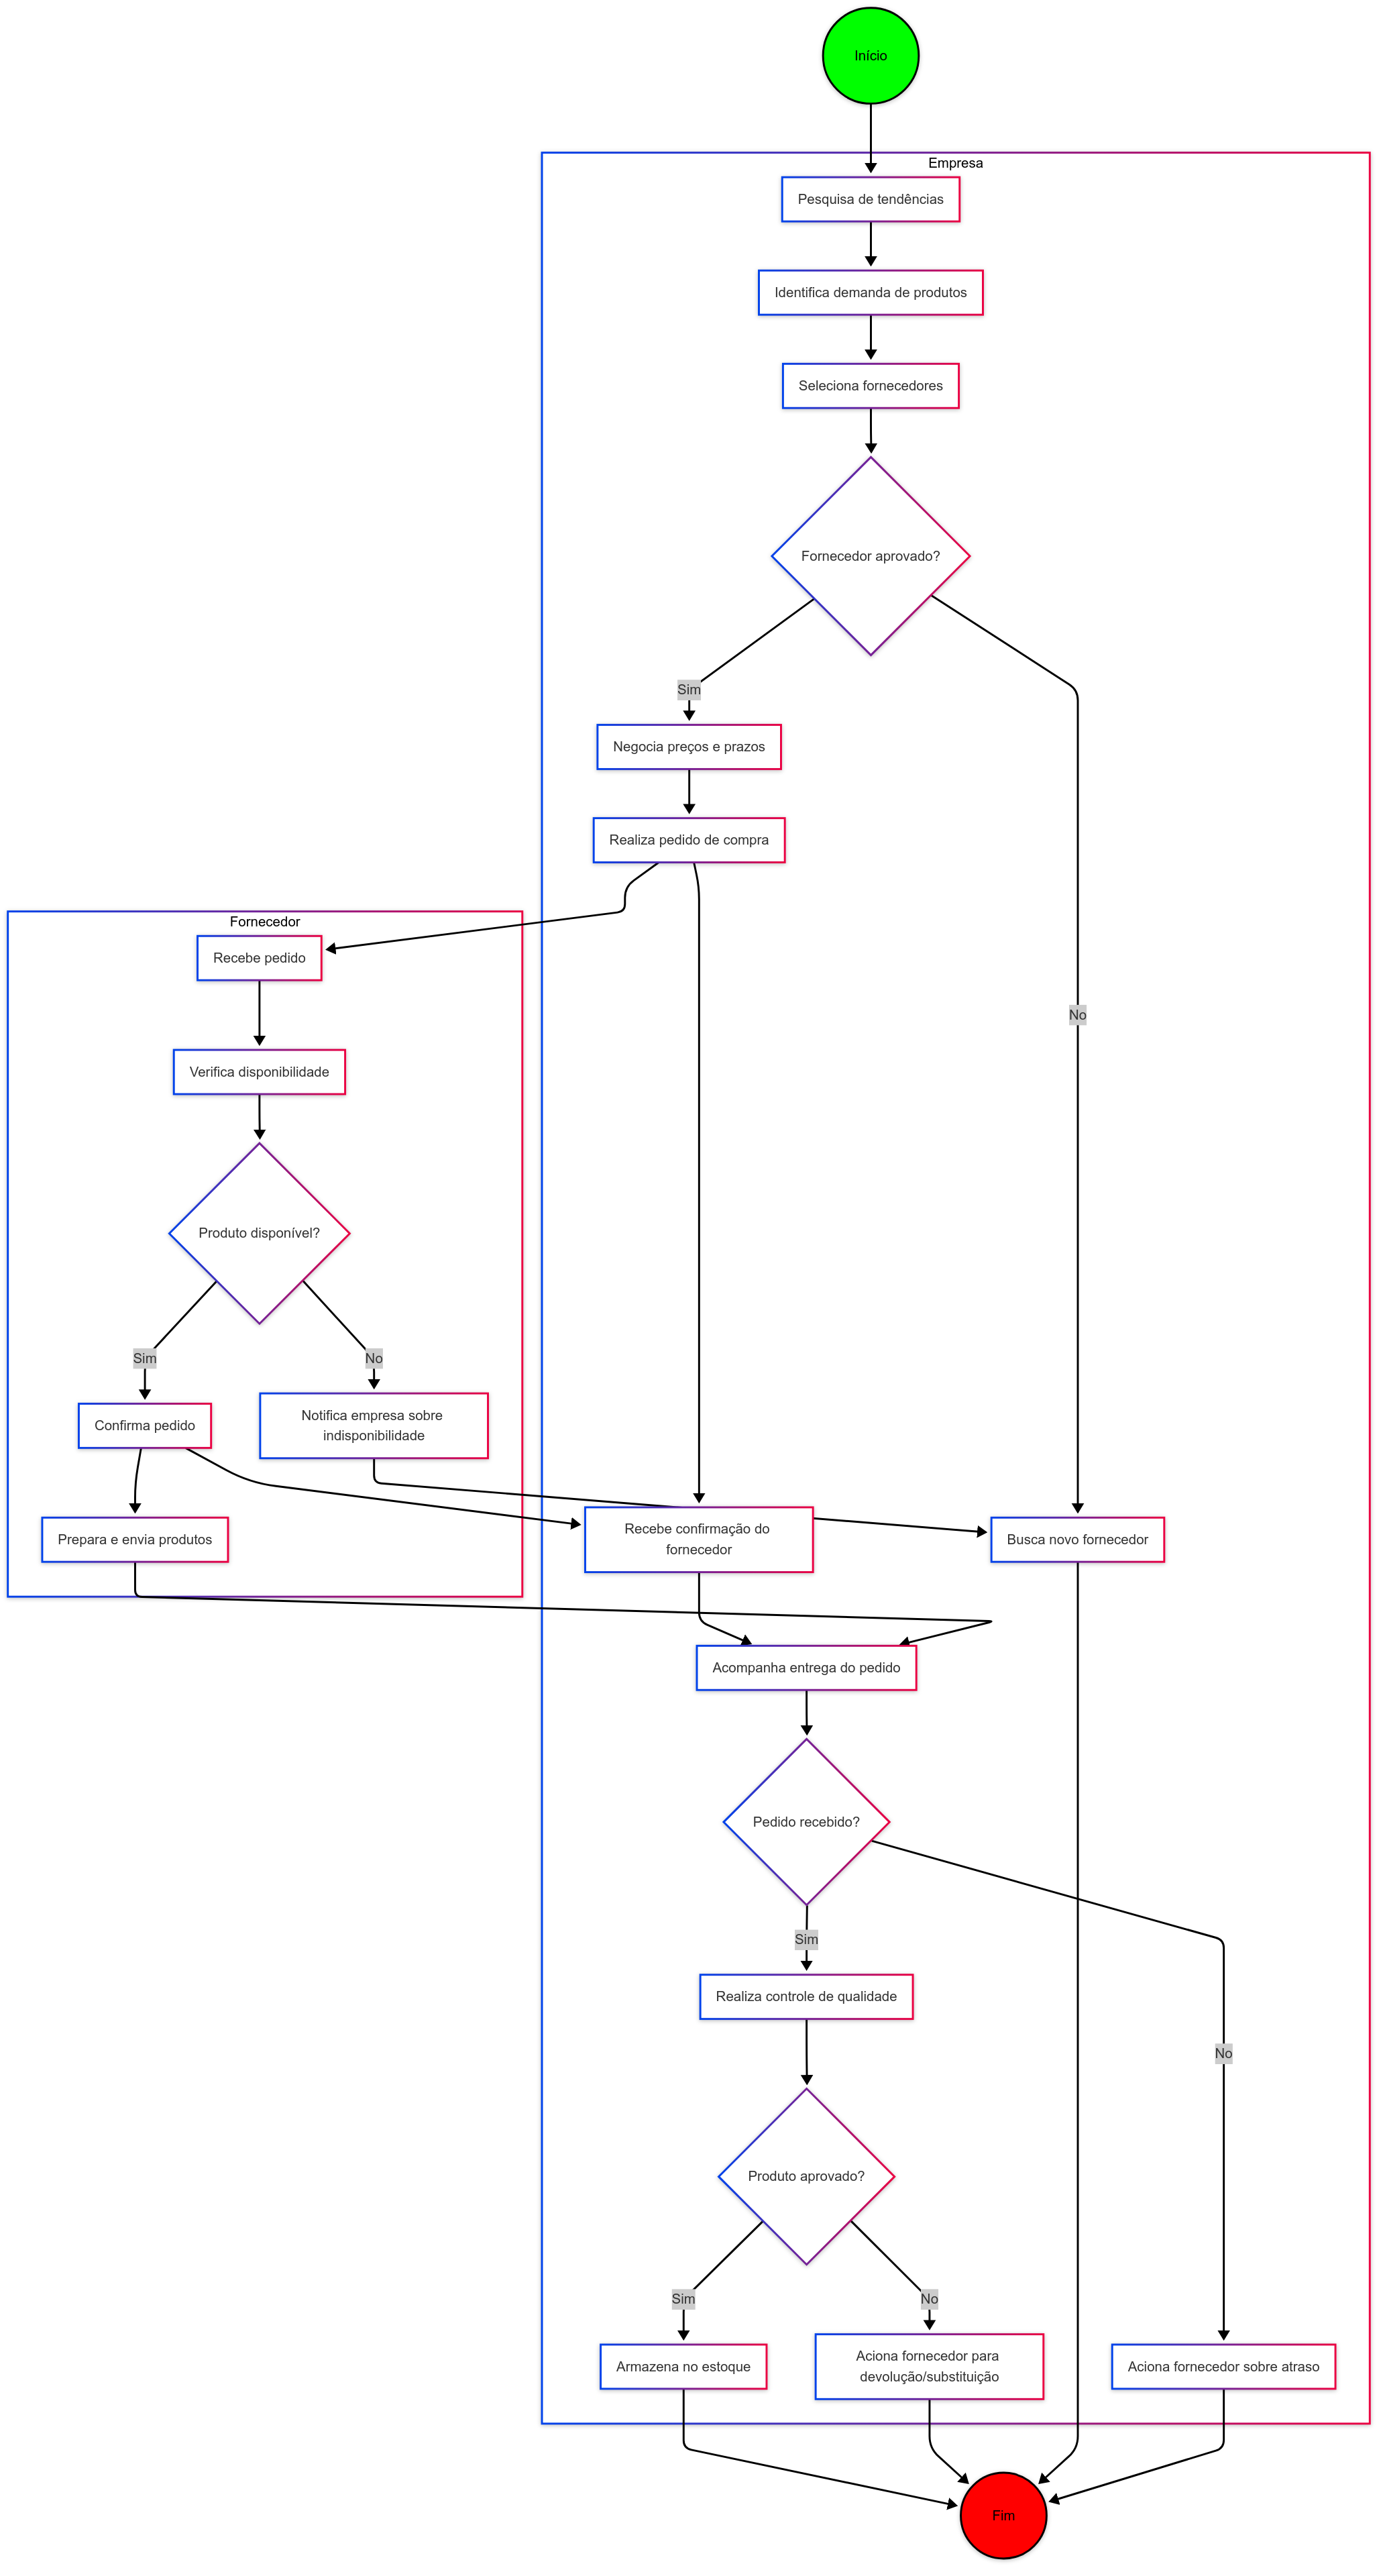 Início
Empresa
Pesquisa de tendências
Identifica demanda de produtos
Seleciona fornecedores
Fornecedor aprovado?
Sim
Negocia preços e prazos
Realiza pedido de compra
Fornecedor
Recebe pedido
No
Verifica disponibilidade
Produto disponível?
Sim
No
Confirma pedido
Notifica empresa sobre
indisponibilidade
Prepara e envia produtos
Recebe confirmação do
fornecedor
Busca novo fornecedor
Acompanha entrega do pedido
Pedido recebido?
Sim
Realiza controle de qualidade
No
Produto aprovado?
Sim
No
Armazena no estoque
Aciona fornecedor para
devolução/substituição
Aciona fornecedor sobre atraso
Fim